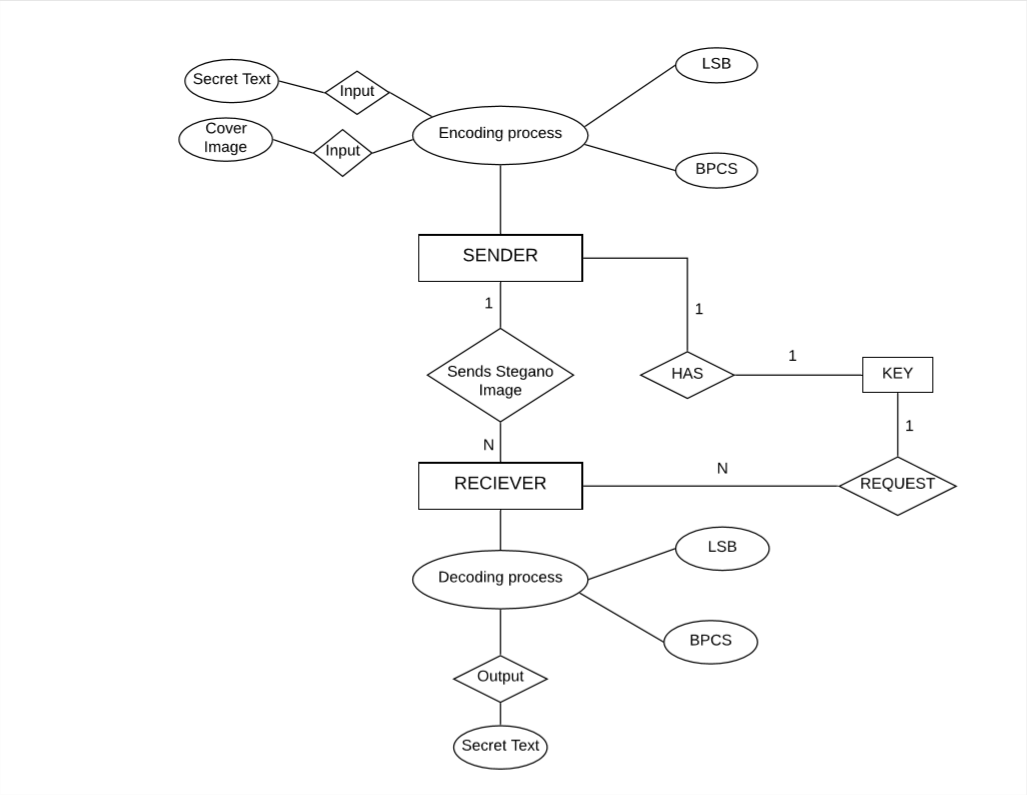 LSB
Secret Text
Input
Cover
Image
Input
Encoding process
BPCS
SENDER
1
1
Sends Stegano
Image
HAS
1
KEY
1
N
RECIEVER
N
REQUEST
Decoding process
LSB
BPCS
Output
Secret Text